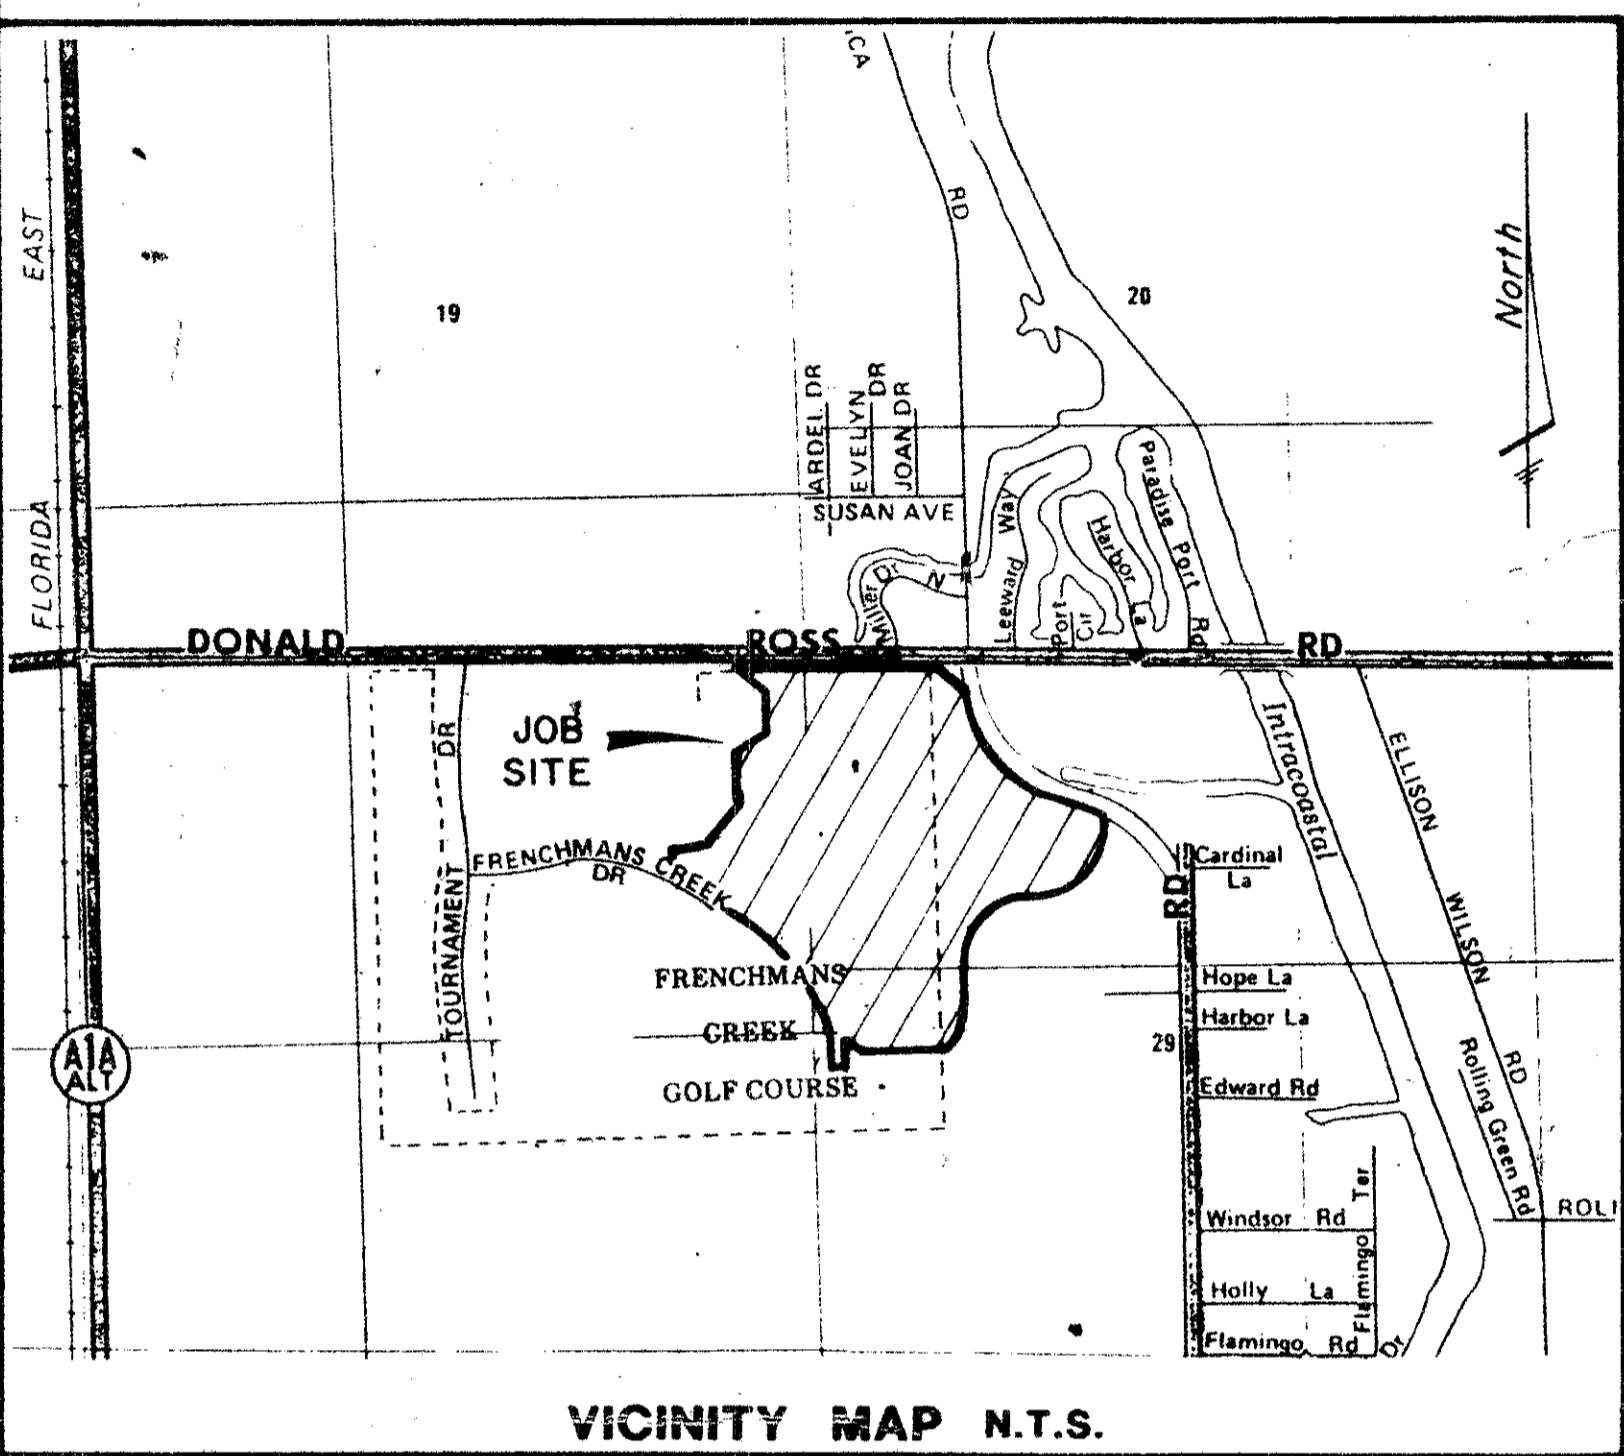 CA
RD
EAST
FLORIDA
19
20
North
ARDEL DR
EVELYN DR
JOAN DR
SUSAN AVE
Miller Dr N
Leeward Way
Port Cir
Harbor La
Paradise Port Rd
DONALD ROSS RD
JOB
SITE
TOURNAMENT DR
FRENCHMANS CREEK
DR
Intracoastal
ELLISON WILSON RD
RD
Cardinal
La
FRENCHMANS
CREEK
GOLF COURSE
Hope La
Harbor La
29
Edward Rd
A1A
ALT
Rolling Green Rd
Windsor Rd
Flamingo Ter
Holly La
Flamingo Rd
Dr
VICINITY MAP N.T.S.